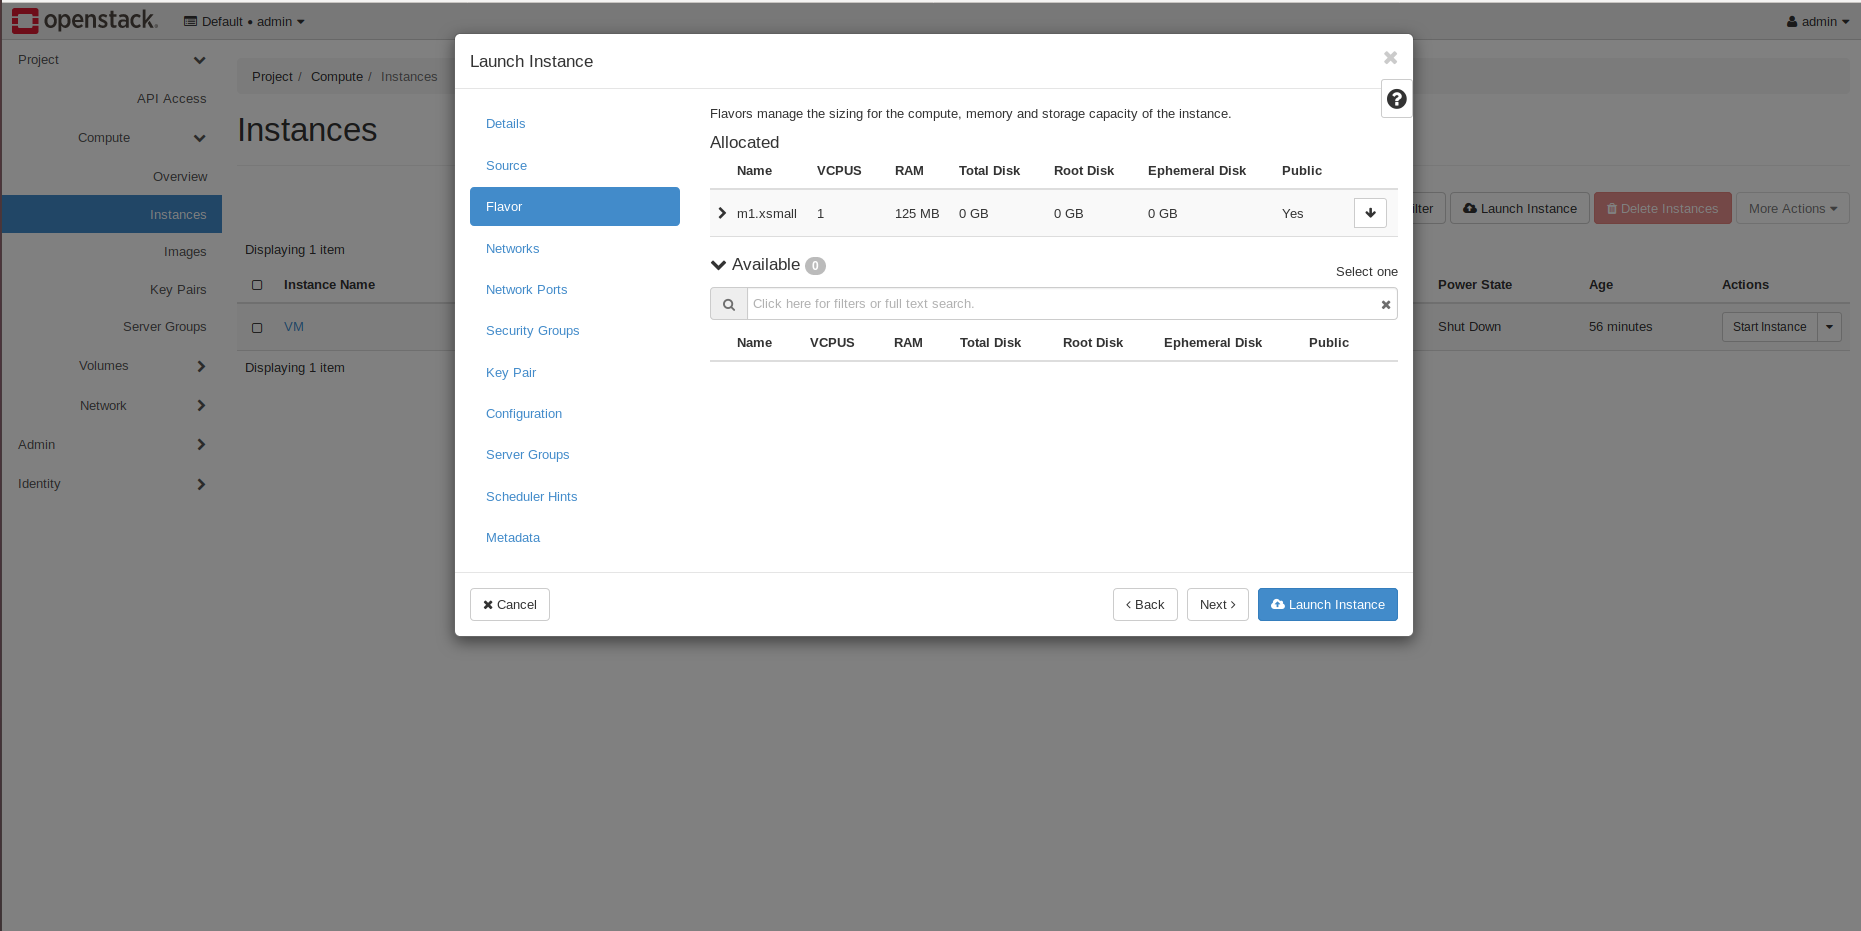 openstack.
Default • admin
admin
Project
API Access
Compute
Overview
Instances
Images
Key Pairs
Server Groups
Volumes
Network
Admin
Identity
Project / Compute / Instances
Instances
Launch Instance
Delete Instances
More Actions
Displaying 1 item
Instance Name
Power State
Age
Actions
VM
Shut Down
56 minutes
Start Instance
Displaying 1 item
Launch Instance
Details
Source
Flavor
Networks
Network Ports
Security Groups
Key Pair
Configuration
Server Groups
Scheduler Hints
Metadata
Flavors manage the sizing for the compute, memory and storage capacity of the instance.
Allocated
Name VCPUS RAM Total Disk Root Disk Ephemeral Disk Public
m1.xsmall 1 125 MB 0 GB 0 GB 0 GB Yes
Available 0
Select one
Click here for filters or full text search.
Name VCPUS RAM Total Disk Root Disk Ephemeral Disk Public
Cancel
Back
Next
Launch Instance